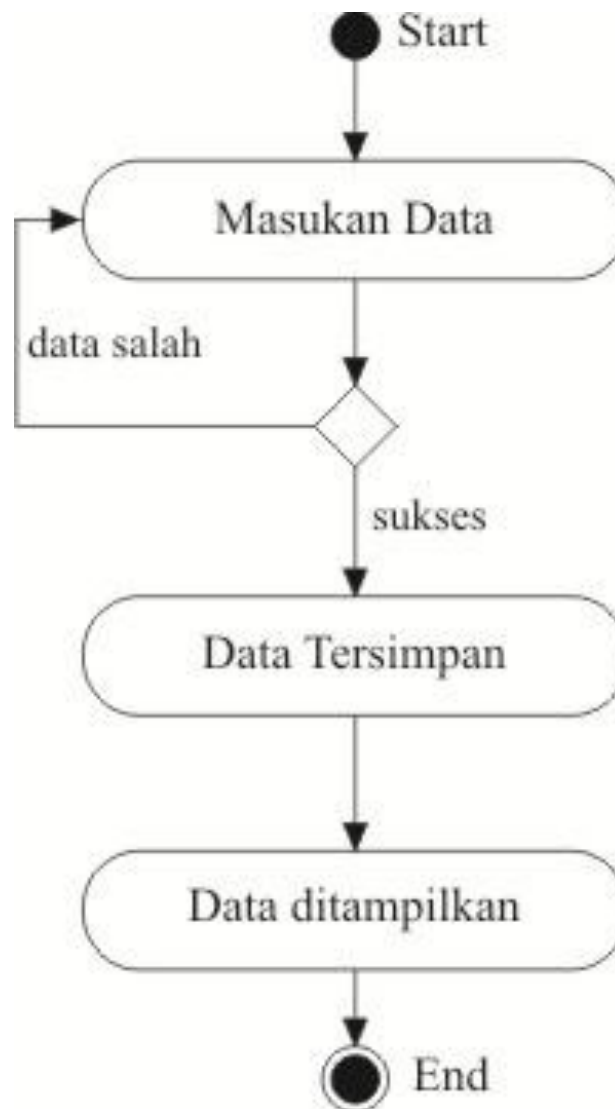 Start
Masukan Data
data salah
sukses
Data Tersimpan
Data ditampilkan
End